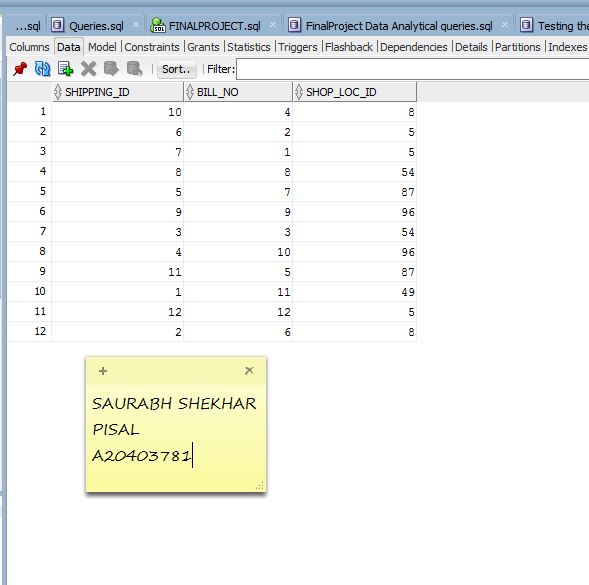 ...sql Queries.sql FINALPROJECT.sql FinalProject Data Analytical queries.sql Testing the
Columns Data Model Constraints Grants Statistics Triggers Flashback Dependencies Details Partitions Indexes
Sort.. Filter:
SHIPPING_ID BILL_NO SHOP_LOC_ID
1 10 4 8
2 6 2 5
3 7 1 5
4 8 8 54
5 5 7 87
6 9 9 96
7 3 3 54
8 4 10 96
9 11 5 87
10 1 11 49
11 12 12 5
12 2 6 8
SAURABH SHEKHAR
PISAL
A20403781